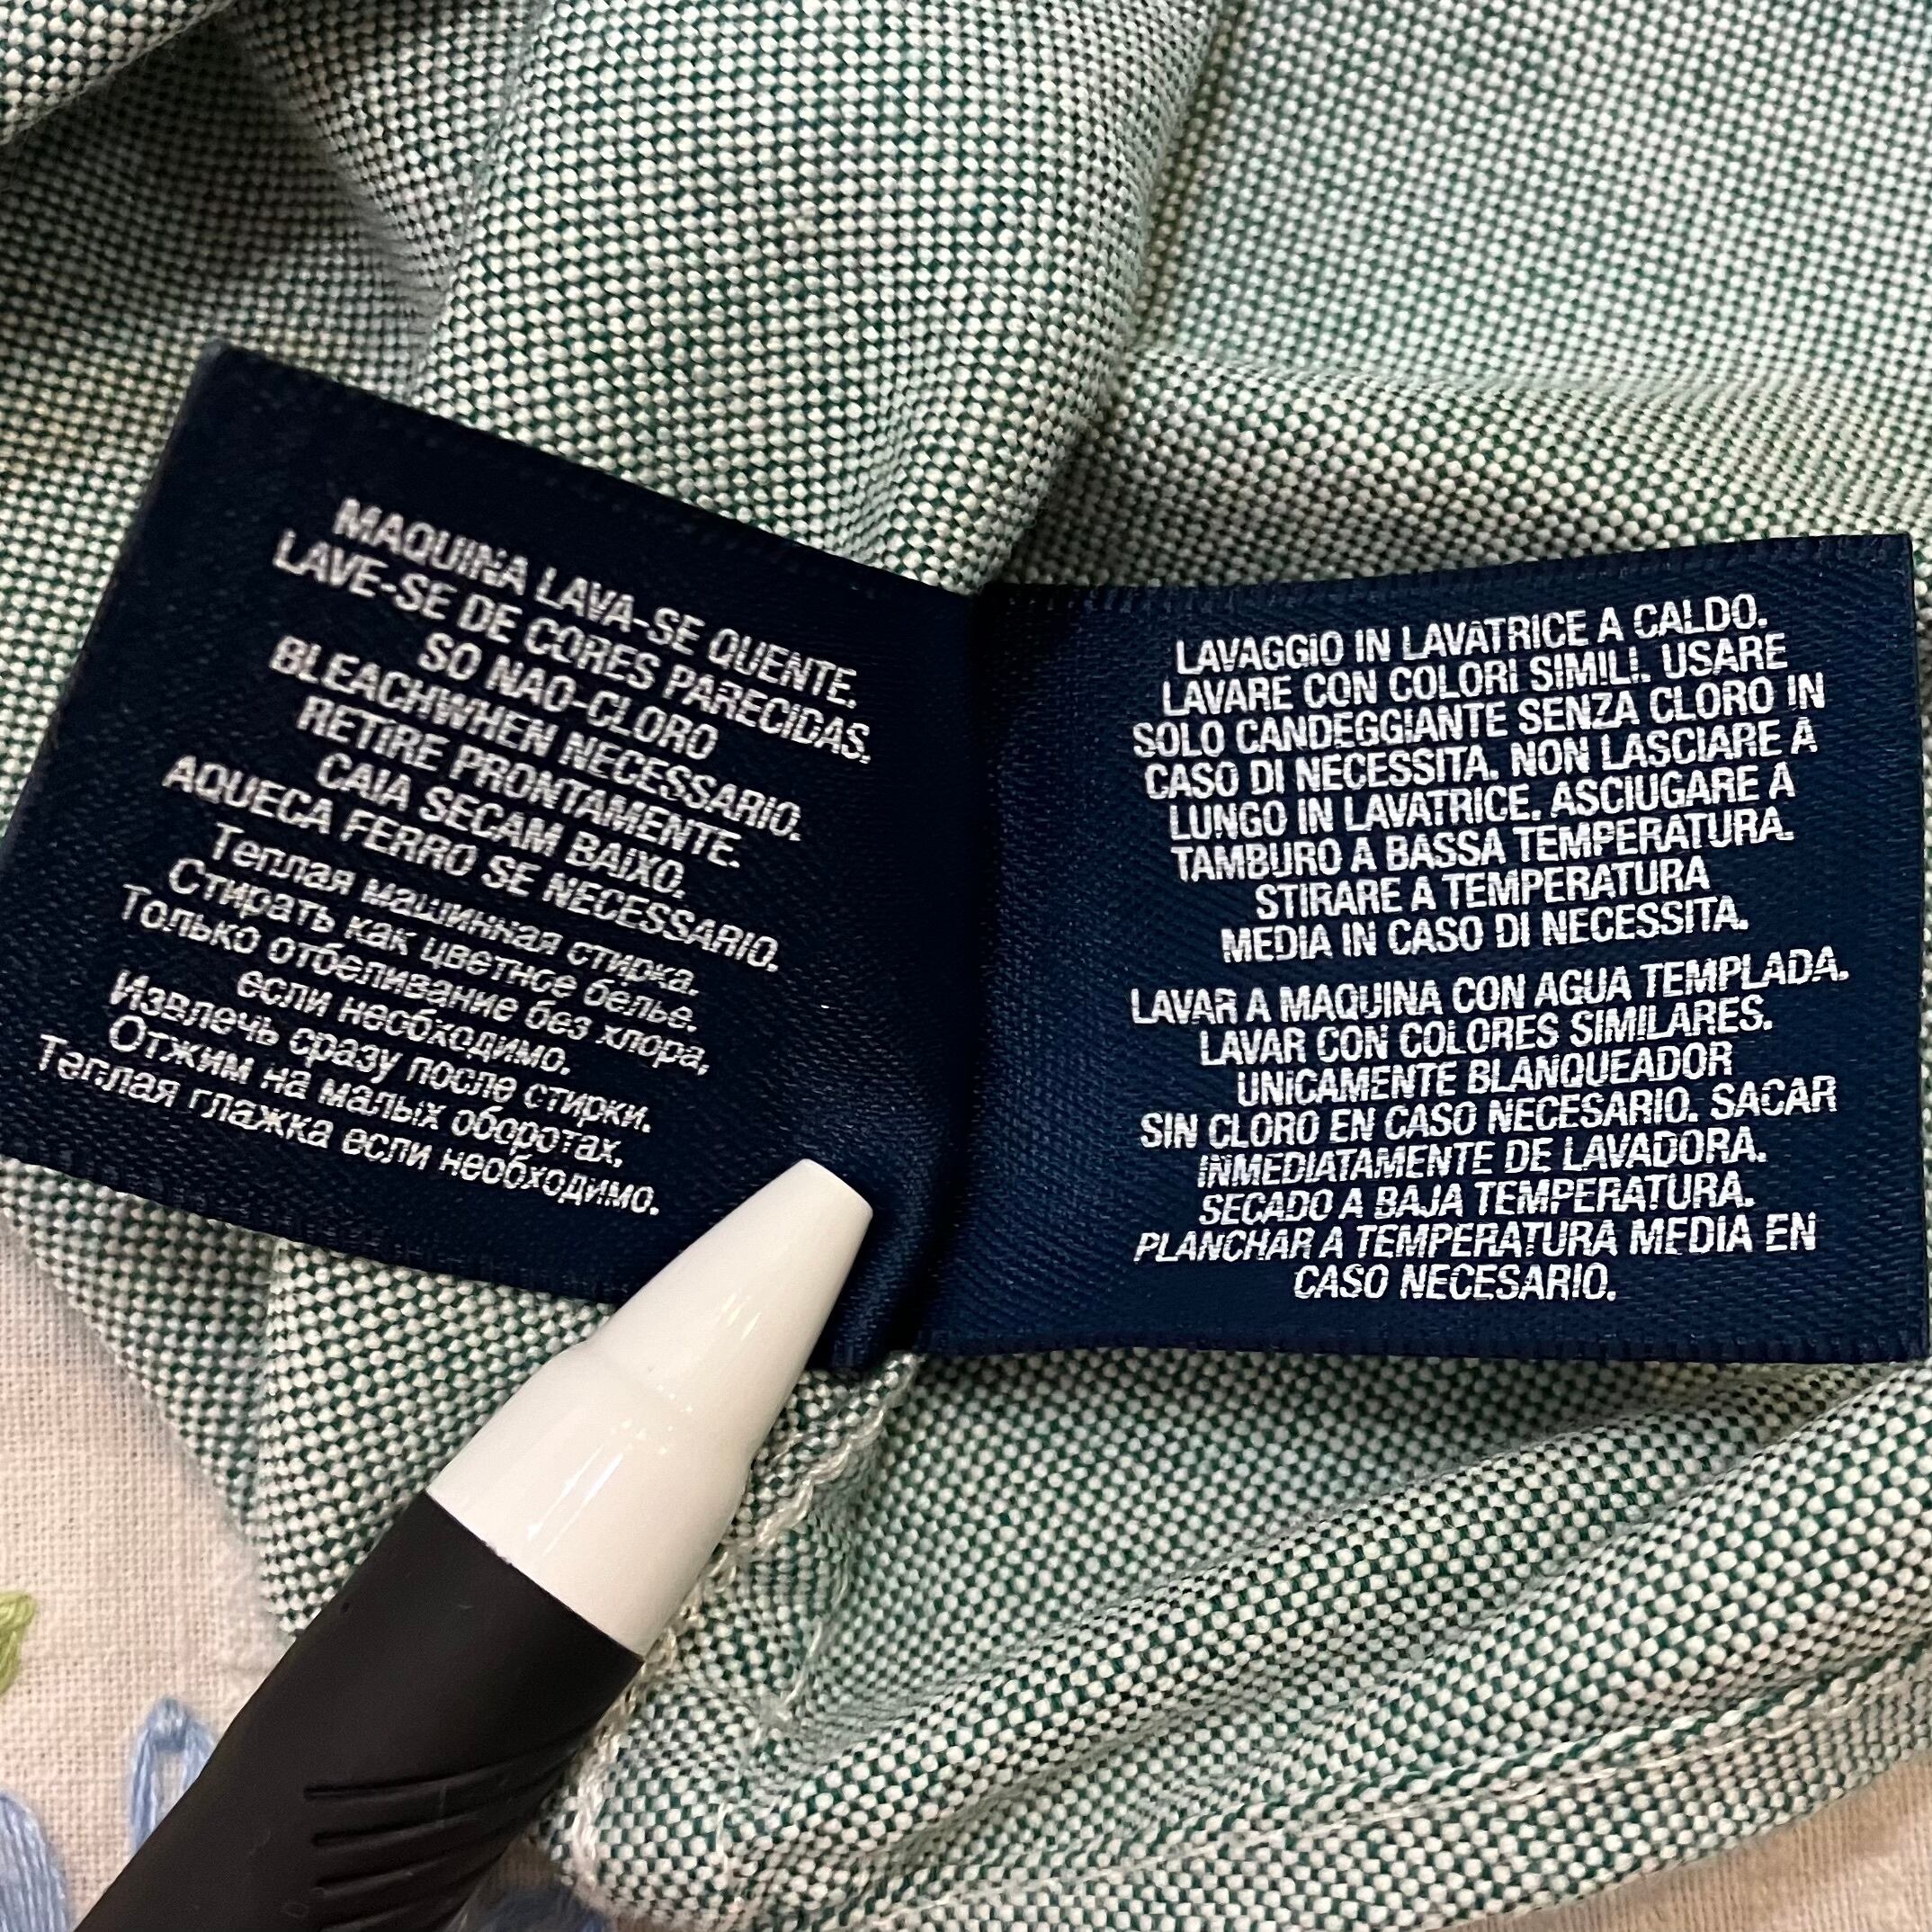 MAQUINA LAVA-SE QUENTE.
LAVE-SE DE CORES PARECIDAS.
SO NAO-CLORO
BLEACHWHEN NECESSARIO.
RETIRE PRONTAMENTE.
CAIA SECAM BAIXO.
AQUECA FERRO SE NECESSARIO.
Теплая машинная стирка.
Стирать как цветное белье.
Только отбеливание без хлора,
если необходимо.
Извлечь сразу после стирки.
Отжим на малых оборотах,
Теплая глажка если необходимо.
LAVAGGIO IN LAVATRICE A CALDO.
LAVARE CON COLORI SIMILI. USARE
SOLO CANDEGGIANTE SENZA CLORO IN
CASO DI NECESSITA. NON LASCIARE A
LUNGO IN LAVATRICE. ASCIUGARE A
TAMBURO A BASSA TEMPERATURA.
STIRARE A TEMPERATURA
MEDIA IN CASO DI NECESSITA.
LAVAR A MAQUINA CON AGUA TEMPLADA.
LAVAR CON COLORES SIMILARES.
UNICAMENTE BLANQUEADOR
SIN CLORO EN CASO NECESARIO. SACAR
INMEDIATAMENTE DE LAVADORA.
SECADO A BAJA TEMPERATURA.
PLANCHAR A TEMPERATURA MEDIA EN
CASO NECESARIO.